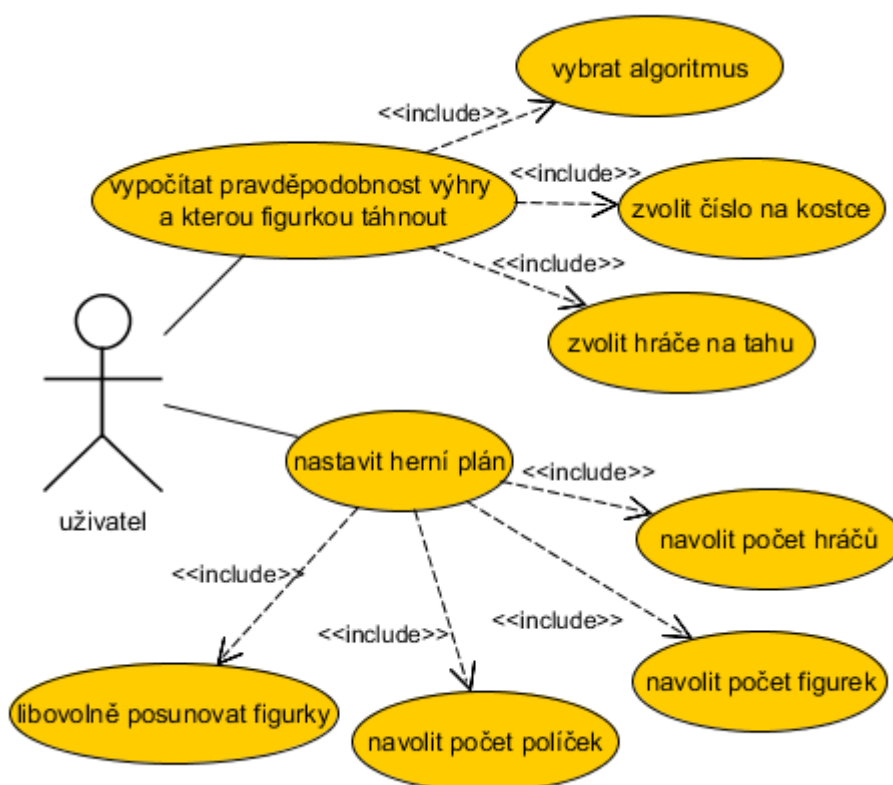 vybrat algoritmus
<<include>>
vypočítat pravděpodobnost výhry
a kterou figurkou táhnout
<<include>>
zvolit číslo na kostce
<<include>>
zvolit hráče na tahu
uživatel
nastavit herní plán
<<include>>
navolit počet hráčů
<<include>>
libovolně posunovat figurky
<<include>>
navolit počet políček
<<include>>
navolit počet figurek